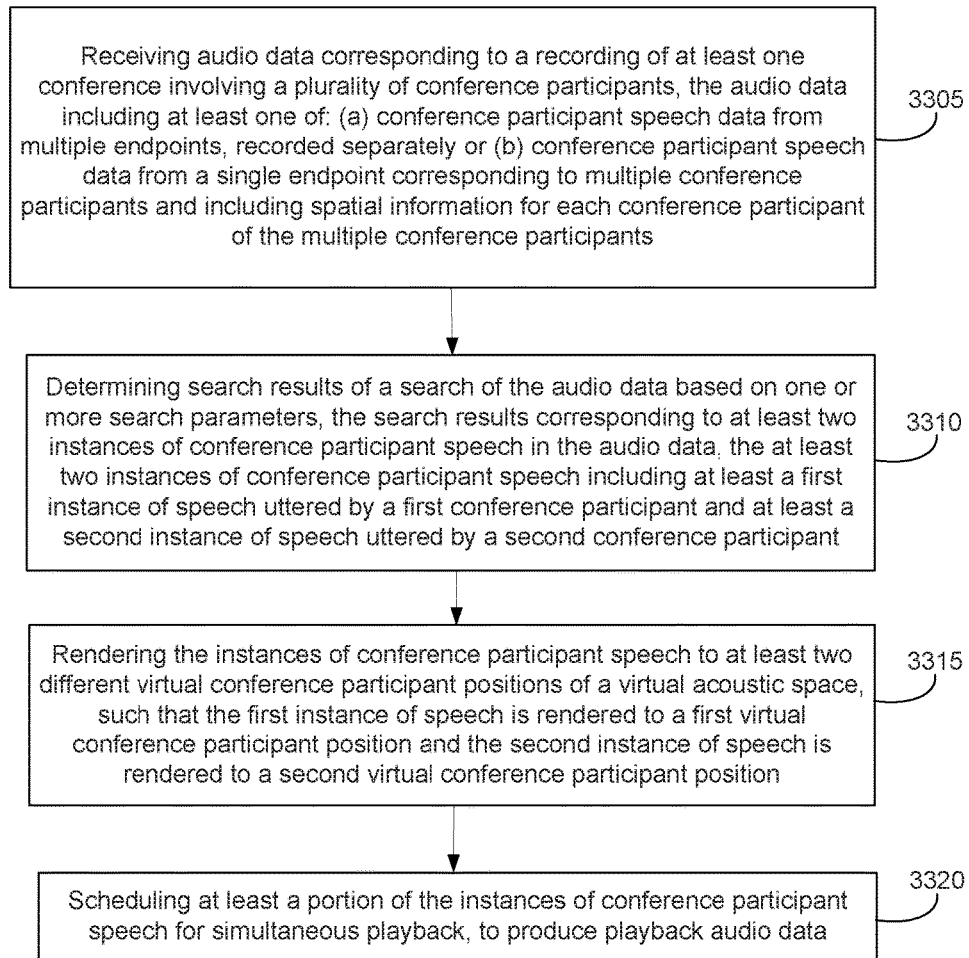 Receiving audio data corresponding to a recording of at least one
conference involving a plurality of conference participants, the audio data
including at least one of: (a) conference participant speech data from
multiple endpoints, recorded separately or (b) conference participant speech
data from a single endpoint corresponding to multiple conference
participants and including spatial information for each conference participant
of the multiple conference participants
3305
Determining search results of a search of the audio data based on one or
more search parameters, the search results corresponding to at least two
instances of conference participant speech in the audio data, the at least
two instances of conference participant speech including at least a first
instance of speech uttered by a first conference participant and at least a
second instance of speech uttered by a second conference participant
3310
Rendering the instances of conference participant speech to at least two
different virtual conference participant positions of a virtual acoustic space,
such that the first instance of speech is rendered to a first virtual
conference participant position and the second instance of speech is
rendered to a second virtual conference participant position
3315
Scheduling at least a portion of the instances of conference participant
speech for simultaneous playback, to produce playback audio data
3320